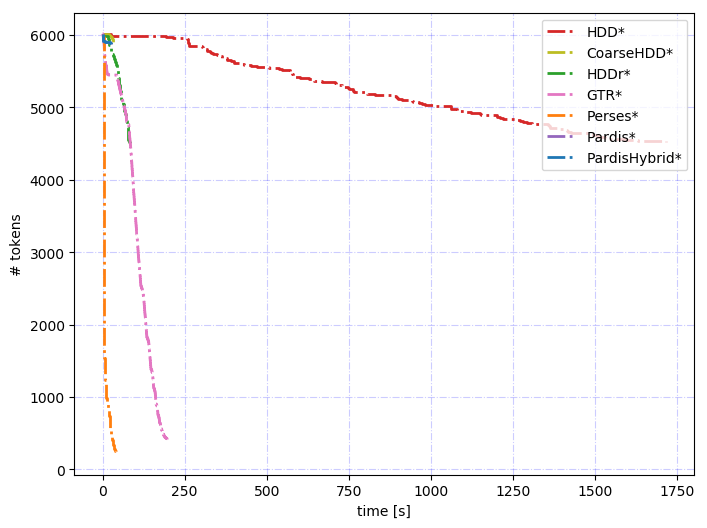 6000
5000
4000
3000
2000
1000
0
# tokens
0 250 500 750 1000 1250 1500 1750
time [s]
HDD*
CoarseHDD*
HDDr*
GTR*
Perses*
Pardis*
PardisHybrid*